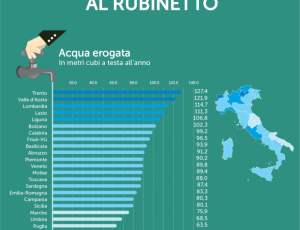 AL RUBINETTO
Acqua erogata
In metri cubi a testa all'anno
Trento 127,4
Valle d'Aosta 121,9
Lombardia 114,7
Lazio 111,3
Liguria 106,8
Bolzano 102,3
Calabria 99,2
Friuli-VG 96,5
Basilicata 93,9
Abruzzo 91,2
Piemonte 90,2
Veneto 89,2
Molise 89,4
Toscana 88,0
Sardegna 87,4
Emilia-Romagna 83,3
Campania 80,3
Sicilia 80,1
Marche 75,9
Umbria 68,5
Puglia 63,5